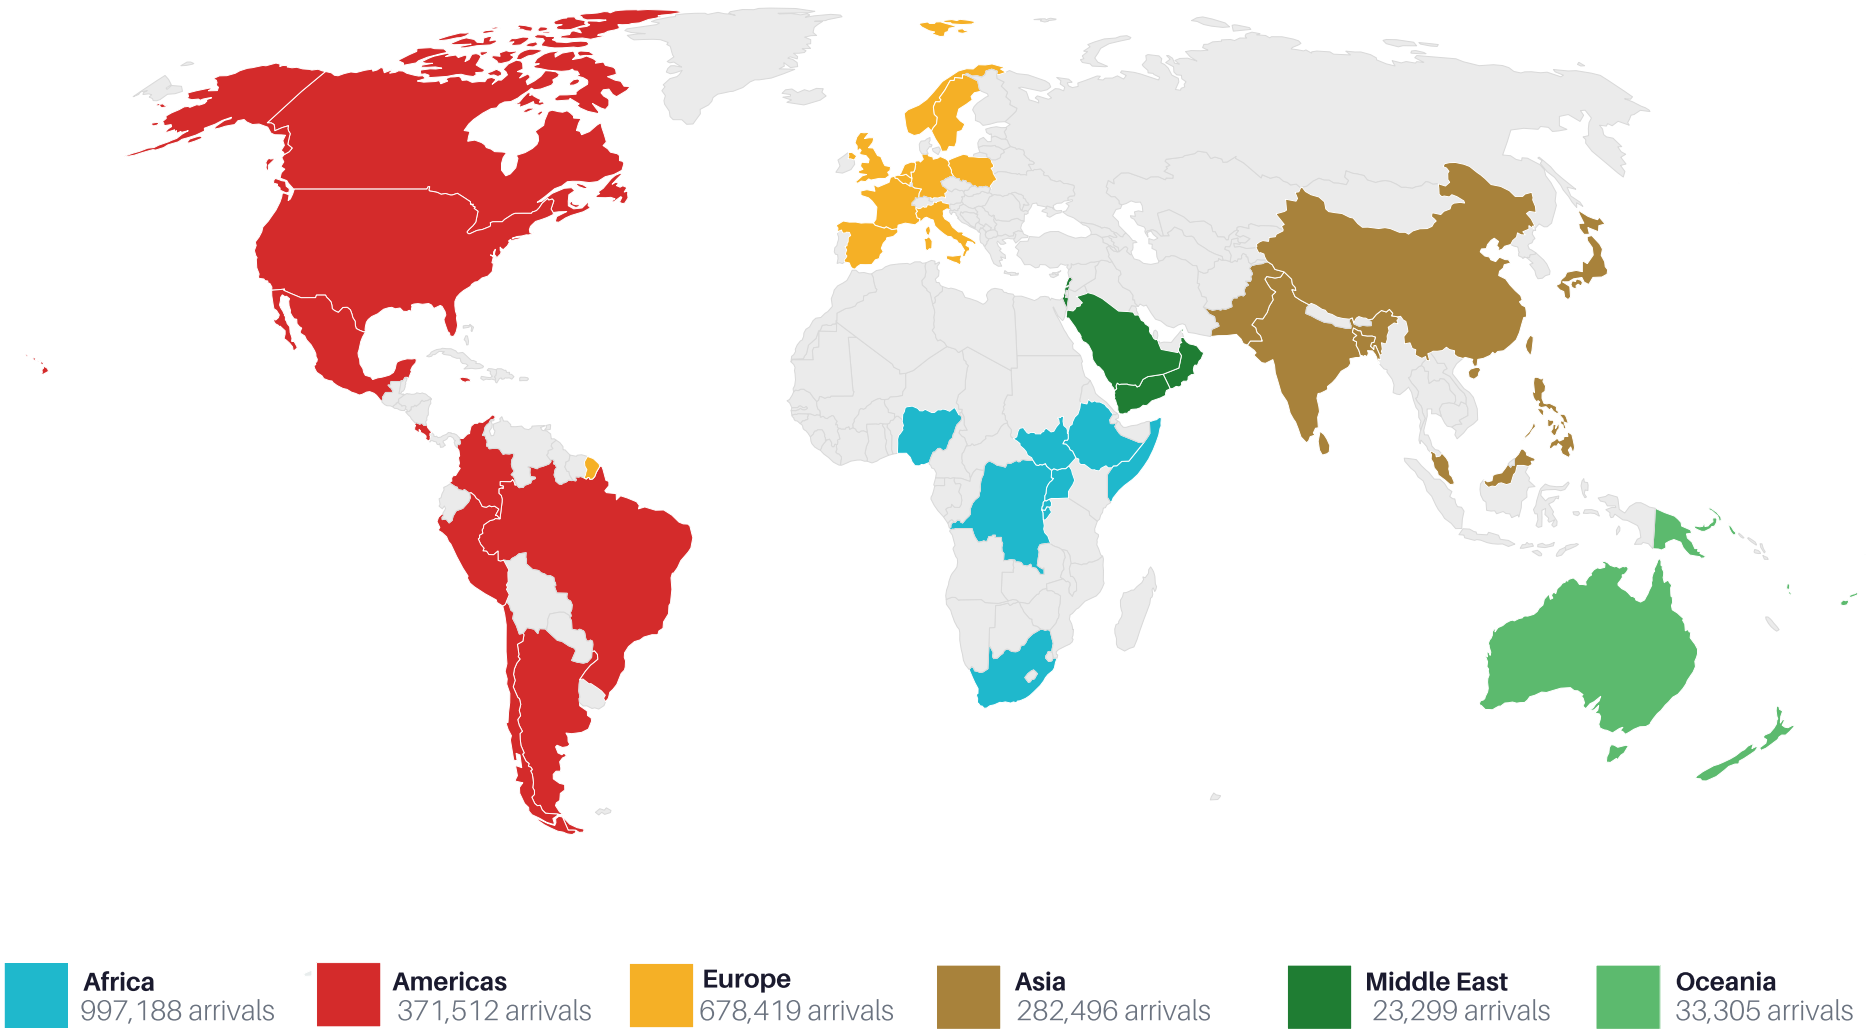 Africa
997,188 arrivals
Americas
371,512 arrivals
Europe
678,419 arrivals
Asia
282,496 arrivals
Middle East
23,299 arrivals
Oceania
33,305 arrivals